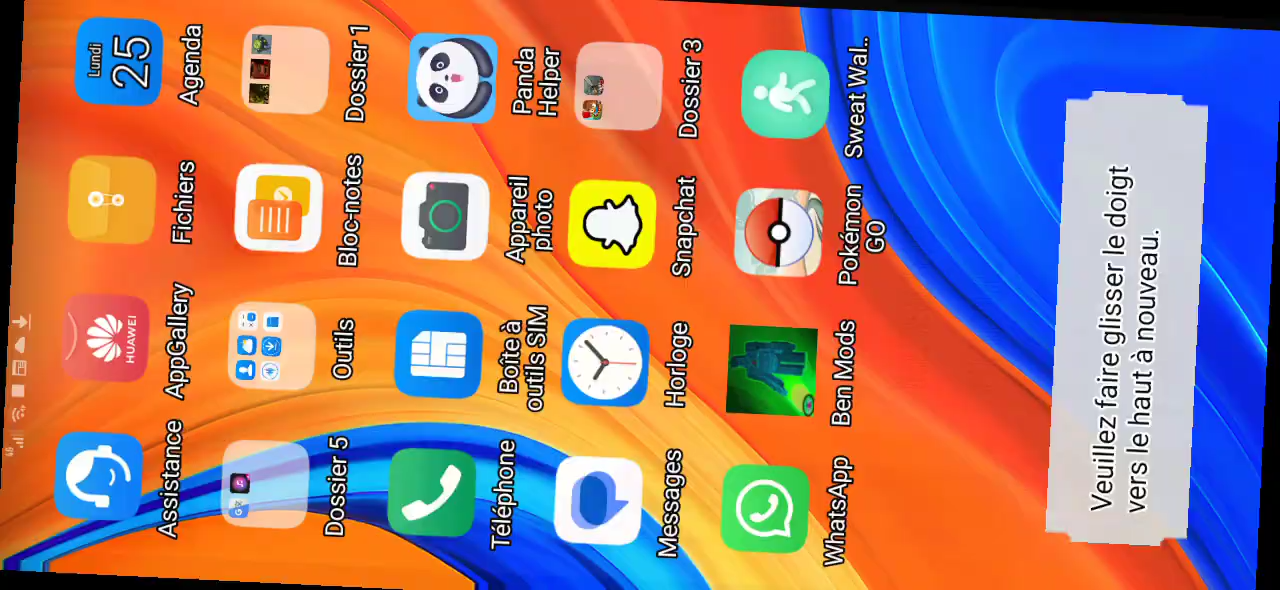 HUAWEI
Lundi
25
Assistance
AppGallery
Fichiers
Agenda
Dossier 5
Outils
Bloc-notes
Dossier 1
Téléphone
Boîte à
outils SIM
Appareil
photo
Panda
Helper
Messages
Horloge
Snapchat
Dossier 3
WhatsApp
Ben Mods
Pokémon
GO
Sweat Wal..
Veuillez faire glisser le doigt
vers le haut à nouveau.